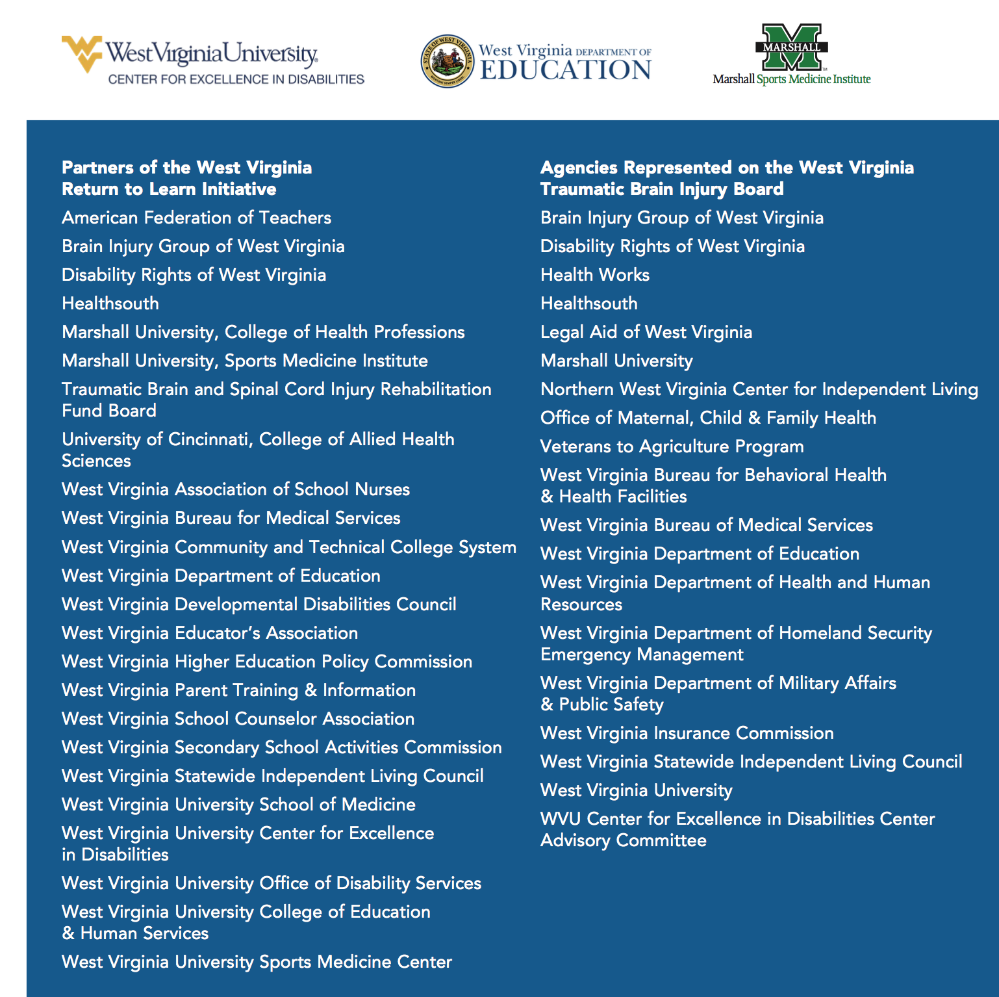 West Virginia University®
CENTER FOR EXCELLENCE IN DISABILITIES
STATE OF WEST VIRGINIA
MONTANI SEMPER LIBERI
West Virginia DEPARTMENT OF
EDUCATION
MARSHALL
TM
Marshall Sports Medicine Institute
Partners of the West Virginia
Return to Learn Initiative
American Federation of Teachers
Brain Injury Group of West Virginia
Disability Rights of West Virginia
Healthsouth
Marshall University, College of Health Professions
Marshall University, Sports Medicine Institute
Traumatic Brain and Spinal Cord Injury Rehabilitation
Fund Board
University of Cincinnati, College of Allied Health
Sciences
West Virginia Association of School Nurses
West Virginia Bureau for Medical Services
West Virginia Community and Technical College System
West Virginia Department of Education
West Virginia Developmental Disabilities Council
West Virginia Educator’s Association
West Virginia Higher Education Policy Commission
West Virginia Parent Training & Information
West Virginia School Counselor Association
West Virginia Secondary School Activities Commission
West Virginia Statewide Independent Living Council
West Virginia University School of Medicine
West Virginia University Center for Excellence
in Disabilities
West Virginia University Office of Disability Services
West Virginia University College of Education
& Human Services
West Virginia University Sports Medicine Center
Agencies Represented on the West Virginia
Traumatic Brain Injury Board
Brain Injury Group of West Virginia
Disability Rights of West Virginia
Health Works
Healthsouth
Legal Aid of West Virginia
Marshall University
Northern West Virginia Center for Independent Living
Office of Maternal, Child & Family Health
Veterans to Agriculture Program
West Virginia Bureau for Behavioral Health
& Health Facilities
West Virginia Bureau of Medical Services
West Virginia Department of Education
West Virginia Department of Health and Human
Resources
West Virginia Department of Homeland Security
Emergency Management
West Virginia Department of Military Affairs
& Public Safety
West Virginia Insurance Commission
West Virginia Statewide Independent Living Council
West Virginia University
WVU Center for Excellence in Disabilities Center
Advisory Committee